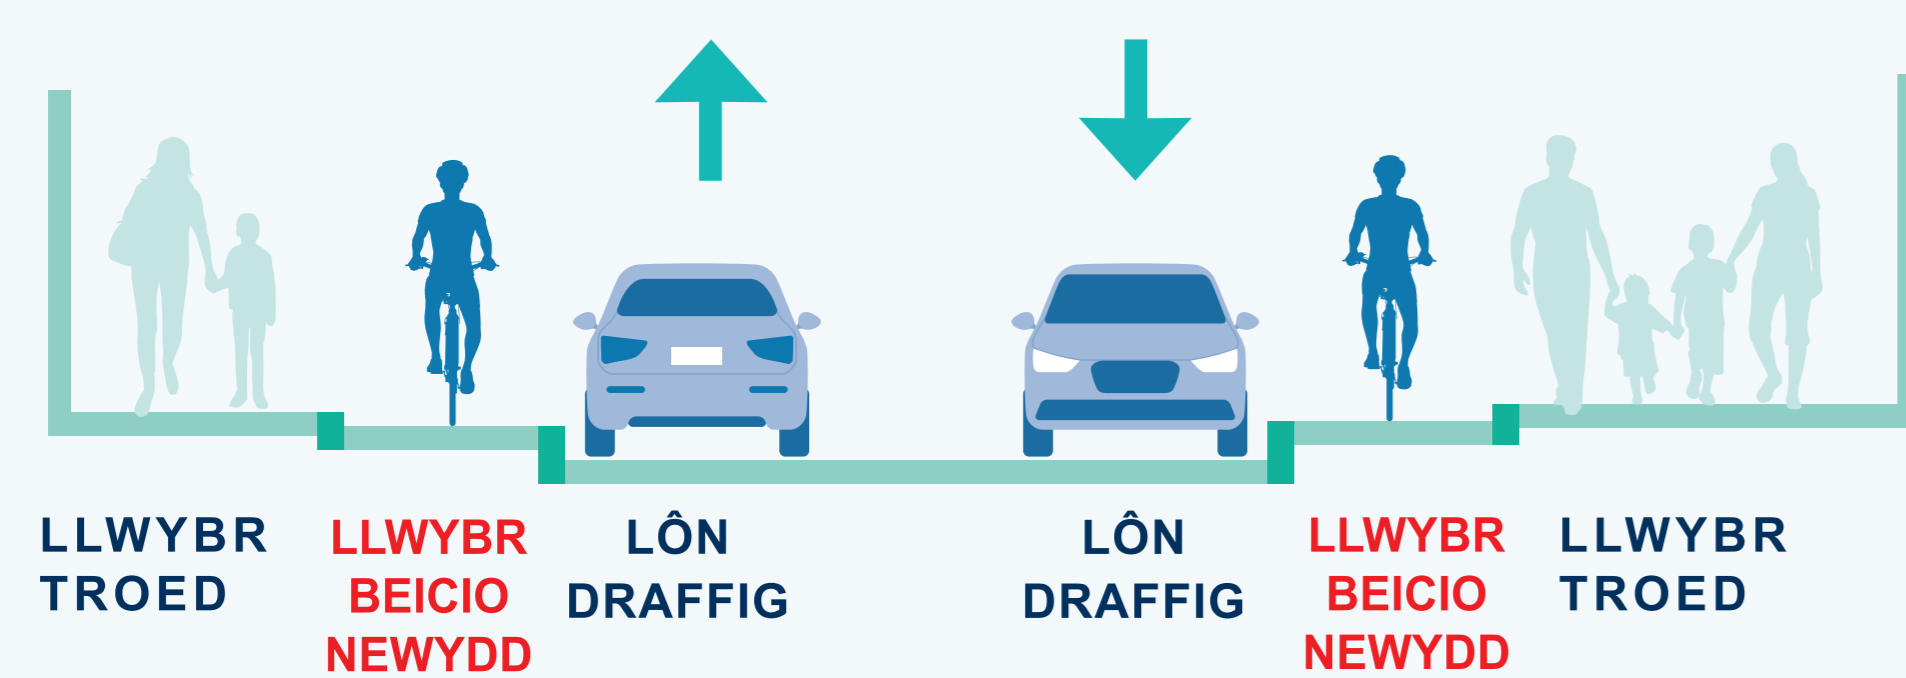 LLWYBR
TROED
LLWYBR
BEICIO
NEWYDD
LÔN
DRAFFIG
LÔN
DRAFFIG
LLWYBR
BEICIO
NEWYDD
LLWYBR
TROED